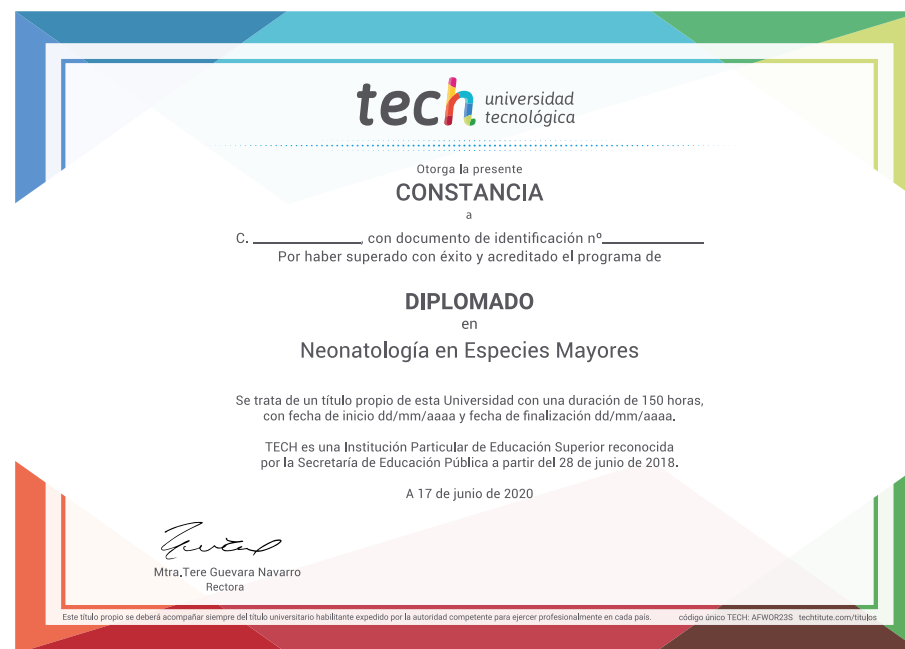 tech universidad
tecnológica
Otorga la presente
CONSTANCIA
a
C. ____________, con documento de identificación nº____________
Por haber superado con éxito y acreditado el programa de
DIPLOMADO
en
Neonatología en Especies Mayores
Se trata de un título propio de esta Universidad con una duración de 150 horas,
con fecha de inicio dd/mm/aaaa y fecha de finalización dd/mm/aaaa.
TECH es una Institución Particular de Educación Superior reconocida
por la Secretaría de Educación Pública a partir del 28 de junio de 2018.
A 17 de junio de 2020
Mtra.Tere Guevara Navarro
Rectora
Este título propio se deberá acompañar siempre del título universitario habilitante expedido por la autoridad competente para ejercer profesionalmente en cada país. código único TECH: AFWOR23S techtitute.com/titulos